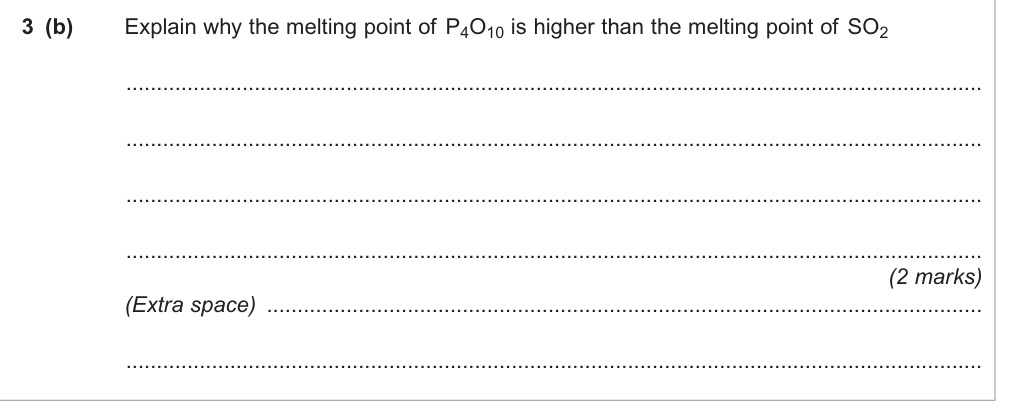 3 (b) Explain why the melting point of P₄O₁₀ is higher than the melting point of SO₂
................................................................................
................................................................................
................................................................................
................................................................................
(2 marks)
(Extra space) ................................................................................
................................................................................